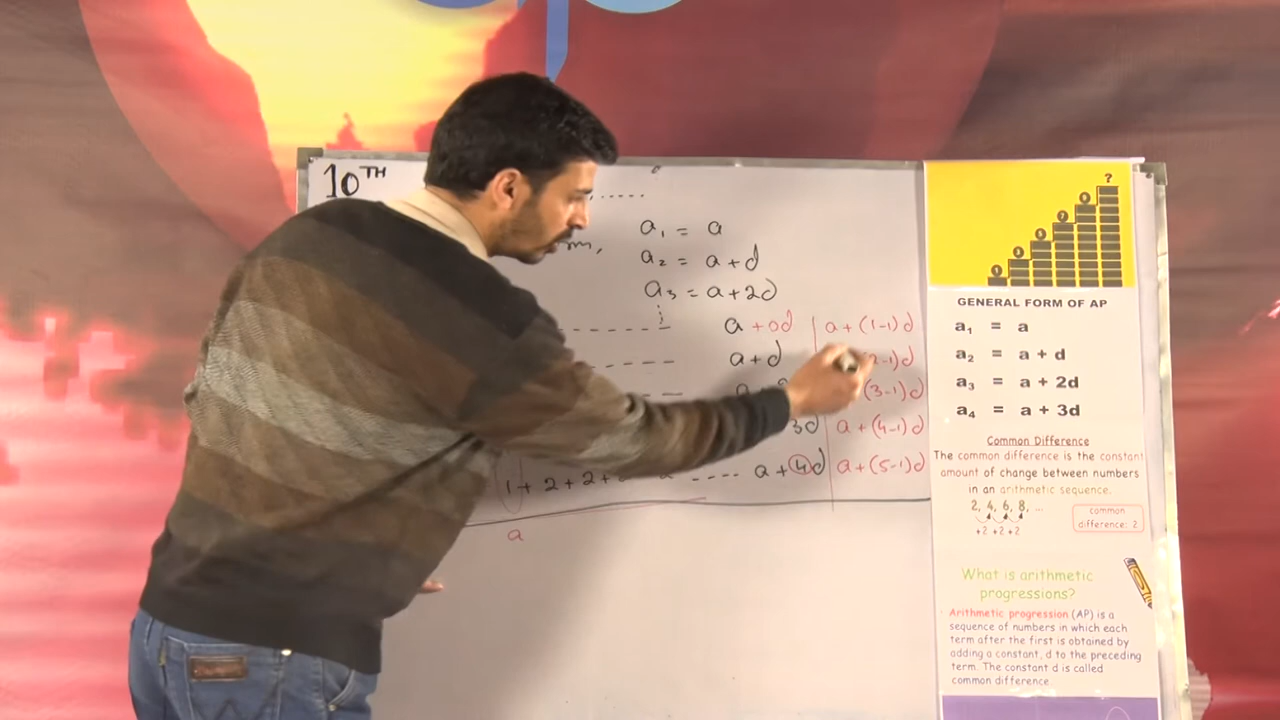 10TH
......
a1 = a
a2 = a + d
a3 = a + 2d
⋮
a + 0d | a + (1-1)d
a + d -1)d
(3-1)d
3d a + (4-1)d
1 + 2 + 2 + .... a + 4d a + (5-1)d
a
?
GENERAL FORM OF AP
a1 = a
a2 = a + d
a3 = a + 2d
a4 = a + 3d
Common Difference
The common difference is the constant
amount of change between numbers
in an arithmetic sequence.
2, 4, 6, 8, ...
+2 +2 +2
common
difference: 2
What is arithmetic
progressions?
Arithmetic progression (AP) is a
sequence of numbers in which each
term after the first is obtained by
adding a constant, d to the preceding
term. The constant d is called
common difference.